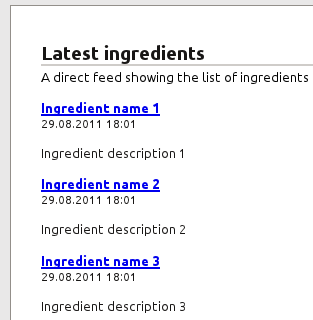 Latest ingredients
A direct feed showing the list of ingredients
Ingredient name 1
29.08.2011 18:01
Ingredient description 1
Ingredient name 2
29.08.2011 18:01
Ingredient description 2
Ingredient name 3
29.08.2011 18:01
Ingredient description 3